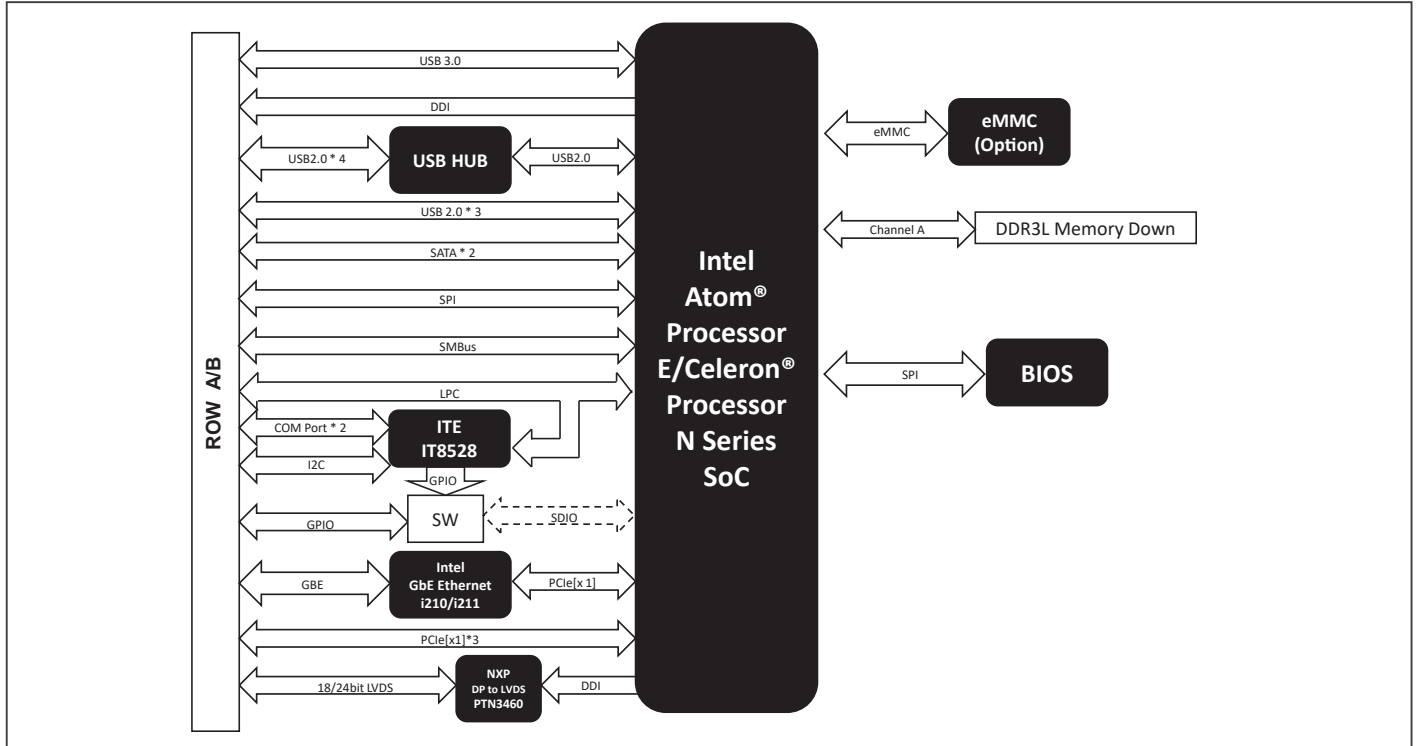 ROW A/B
USB 3.0
DDI
USB2.0 * 4
USB HUB
USB2.0
USB 2.0 * 3
SATA * 2
SPI
SMBus
LPC
COM Port * 2
ITE
IT8528
I2C
GPIO
GPIO
SW
SDIO
GBE
Intel
GbE Ethernet
i210/i211
PCIe[x 1]
PCIe[x1]*3
18/24bit LVDS
NXP
DP to LVDS
PTN3460
DDI
Intel
Atom®
Processor
E/Celeron®
Processor
N Series
SoC
eMMC
eMMC
(Option)
Channel A
DDR3L Memory Down
SPI
BIOS